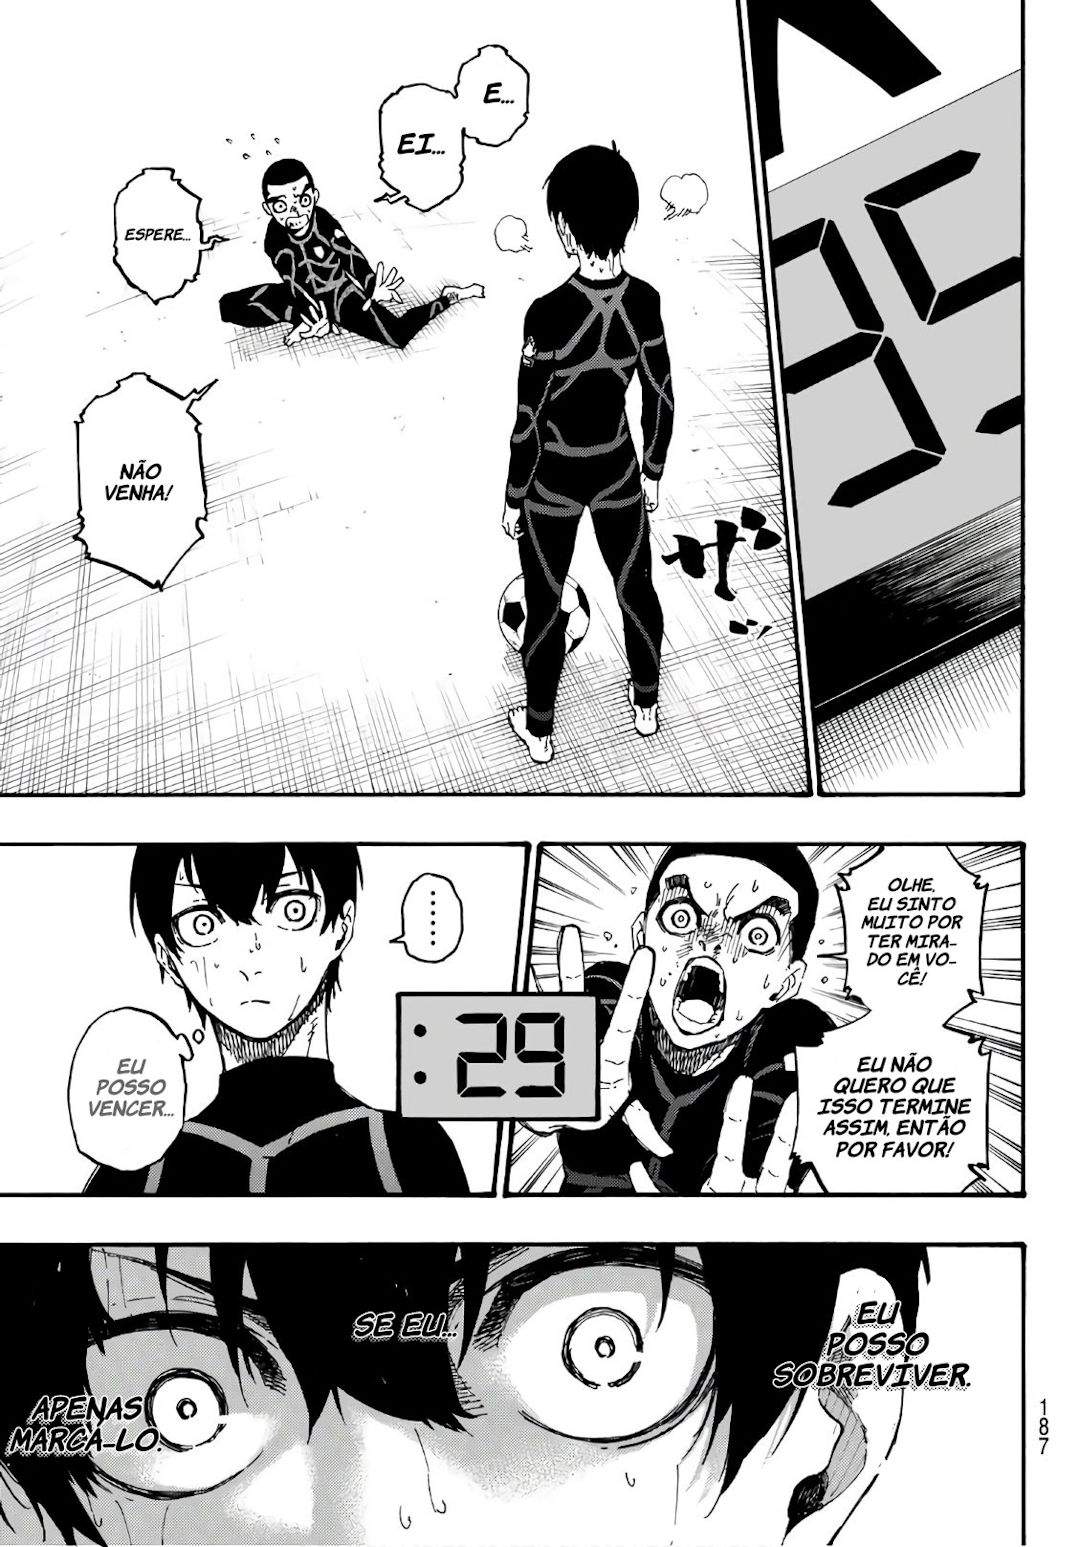 35
E...
EI...
ESPERE...
NÃO
VENHA!
ザッ
OLHE,
EU SINTO
MUITO POR
TER MIRA-
DO EM VO-
CÊ!
EU NÃO
QUERO QUE
ISSO TERMINE
ASSIM, ENTÃO
POR FAVOR!
:29
......
EU
POSSO
VENCER...
EU
POSSO
SOBREVIVER.
SE EU...
APENAS
MARCA-LO.
187